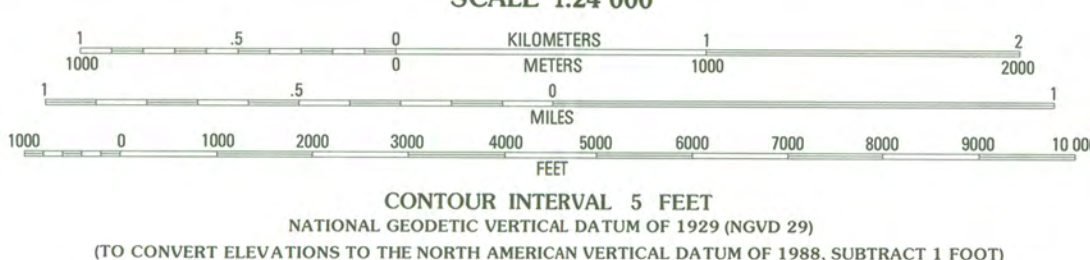 SCALE 1:24 000
1 .5 0 KILOMETERS 1 2
1000 0 METERS 1000 2000
1 .5 0 1
MILES
1000 0 1000 2000 3000 4000 5000 6000 7000 8000 9000 10 000
FEET
CONTOUR INTERVAL 5 FEET
NATIONAL GEODETIC VERTICAL DATUM OF 1929 (NGVD 29)
(TO CONVERT ELEVATIONS TO THE NORTH AMERICAN VERTICAL DATUM OF 1988, SUBTRACT 1 FOOT)